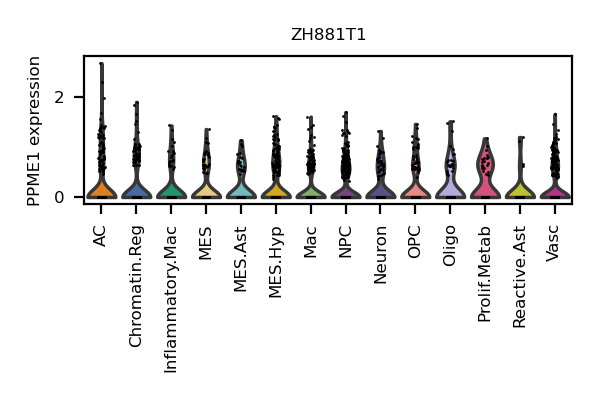 ZH881T1
PPME1 expression
2
0
AC
Chromatin.Reg
Inflammatory.Mac
MES
MES.Ast
MES.Hyp
Mac
NPC
Neuron
OPC
Oligo
Prolif.Metab
Reactive.Ast
Vasc